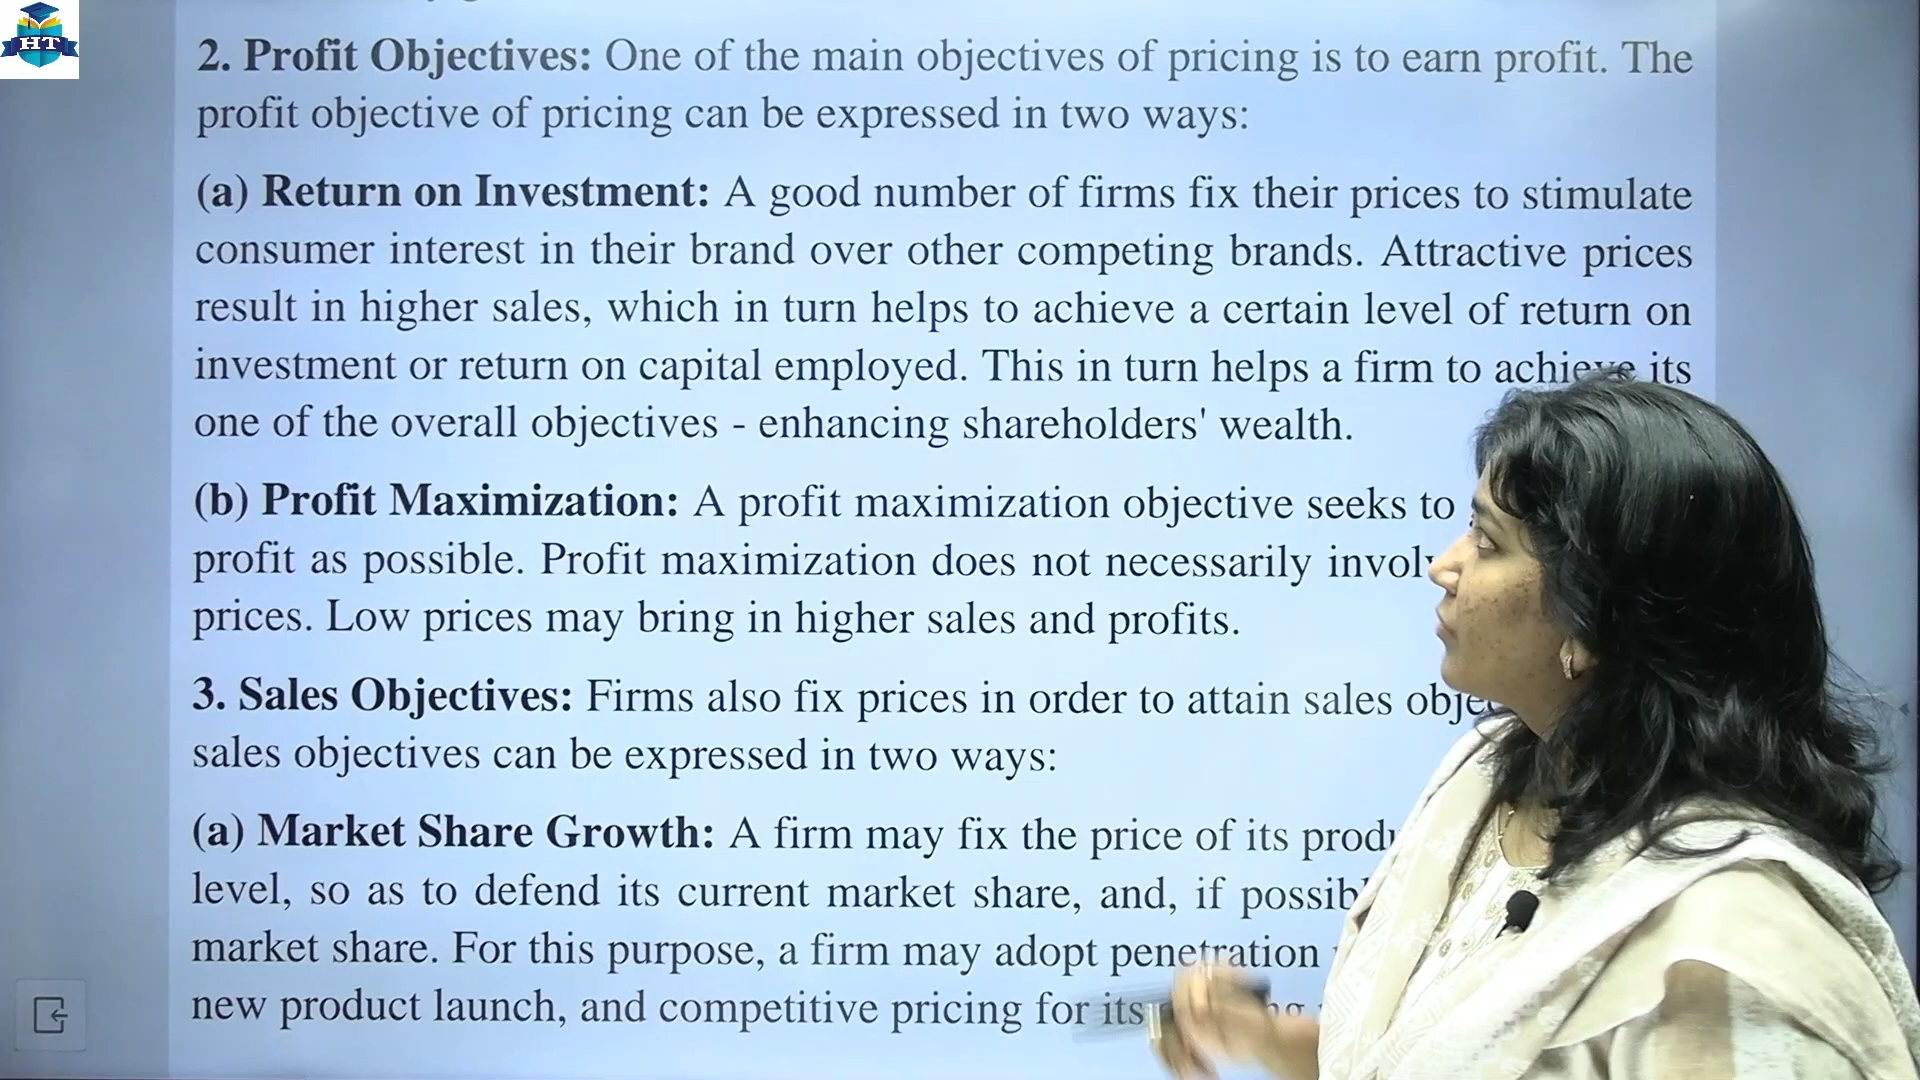 HT
2. Profit Objectives: One of the main objectives of pricing is to earn profit. The
profit objective of pricing can be expressed in two ways:
(a) Return on Investment: A good number of firms fix their prices to stimulate
consumer interest in their brand over other competing brands. Attractive prices
result in higher sales, which in turn helps to achieve a certain level of return on
investment or return on capital employed. This in turn helps a firm to achieve its
one of the overall objectives - enhancing shareholders' wealth.
(b) Profit Maximization: A profit maximization objective seeks to
profit as possible. Profit maximization does not necessarily
prices. Low prices may bring in higher sales and profits.
3. Sales Objectives: Firms also fix prices in order to attain sales
sales objectives can be expressed in two ways:
(a) Market Share Growth: A firm may fix the price of its
level, so as to defend its current market share, and, if
market share. For this purpose, a firm may adopt penetration
new product launch, and competitive pricing for its